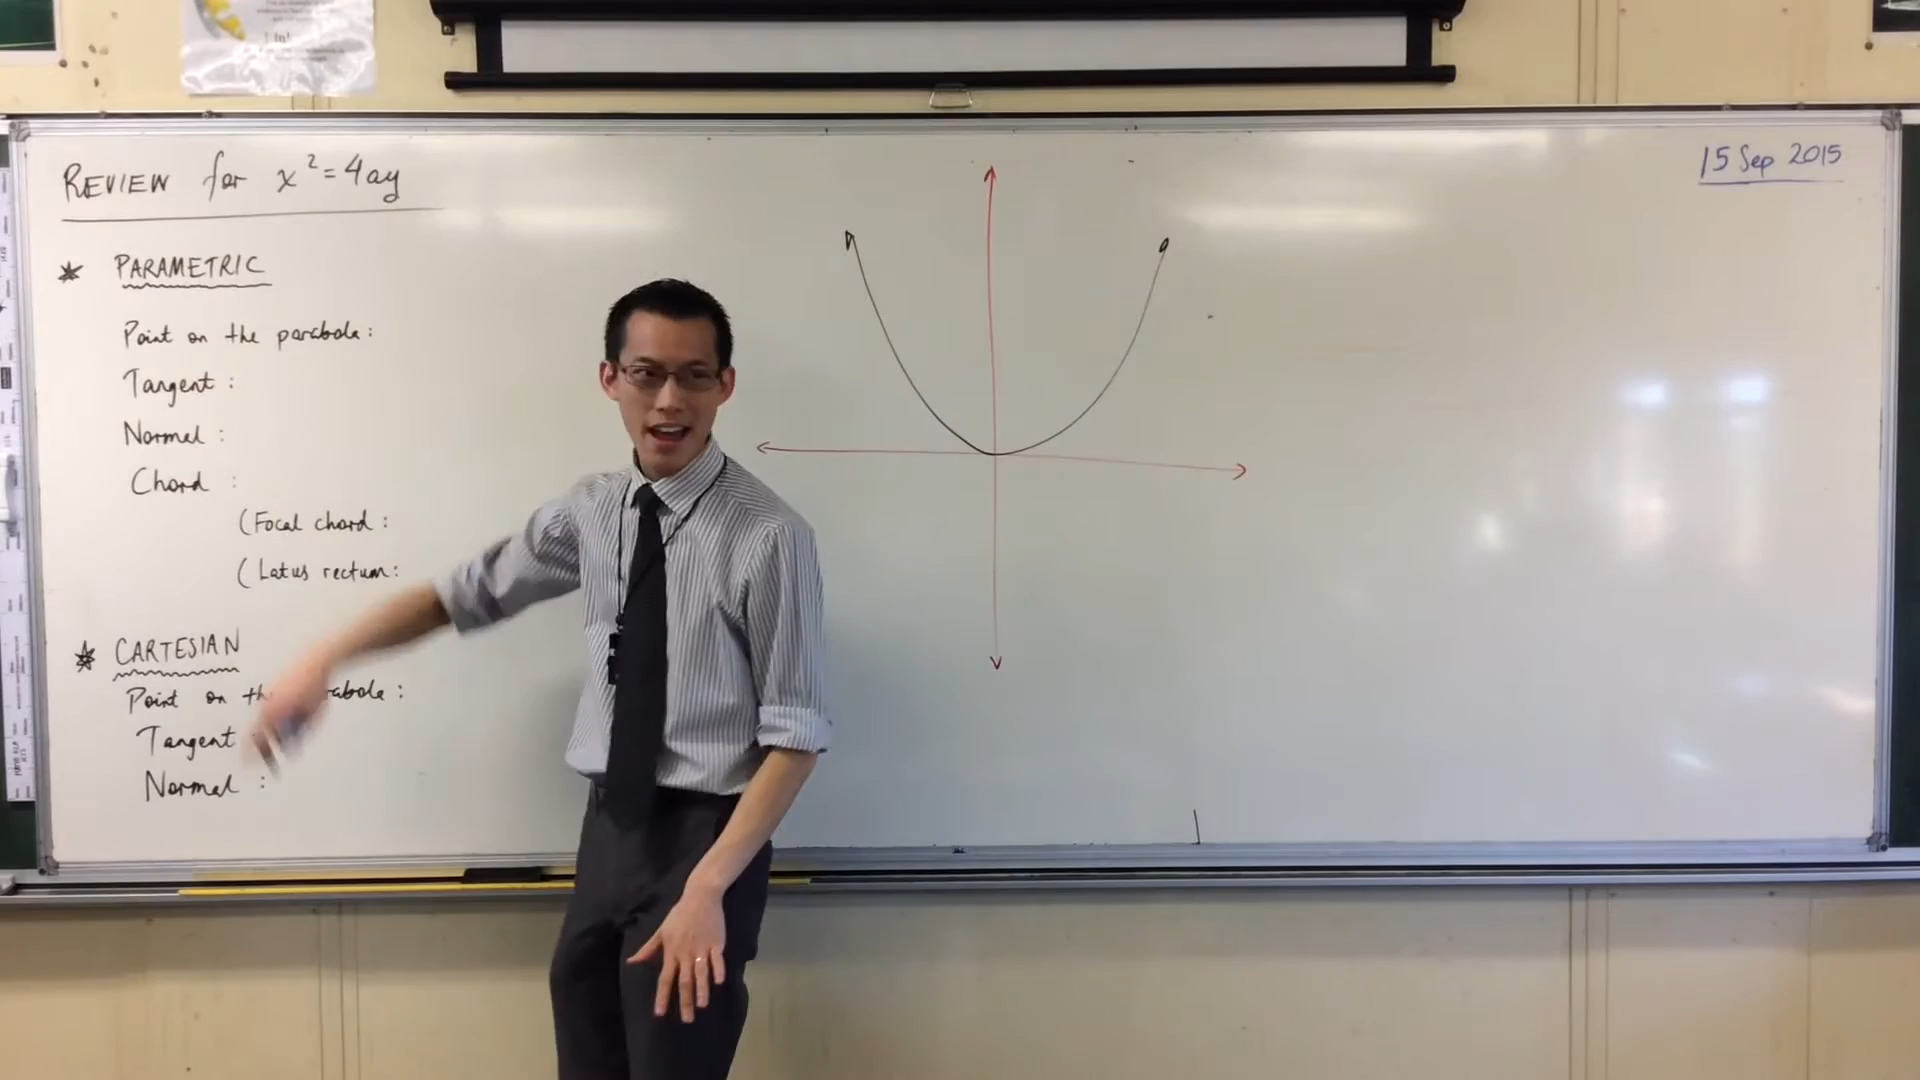 REVIEW for x²=4ay
15 Sep 2015
* PARAMETRIC
Point on the parabola:
Tangent:
Normal:
Chord:
(Focal chord:
(Latus rectum:
* CARTESIAN
Point on rabola:
Tangent
Normal: